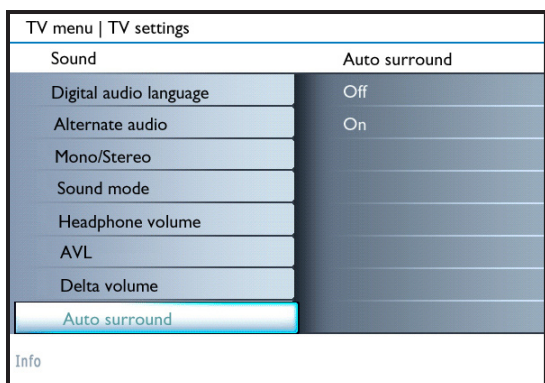 TV menu | TV settings
Sound
Auto surround
Digital audio language
Off
Alternate audio
On
Mono/Stereo
Sound mode
Headphone volume
AVL
Delta volume
Auto surround
Info